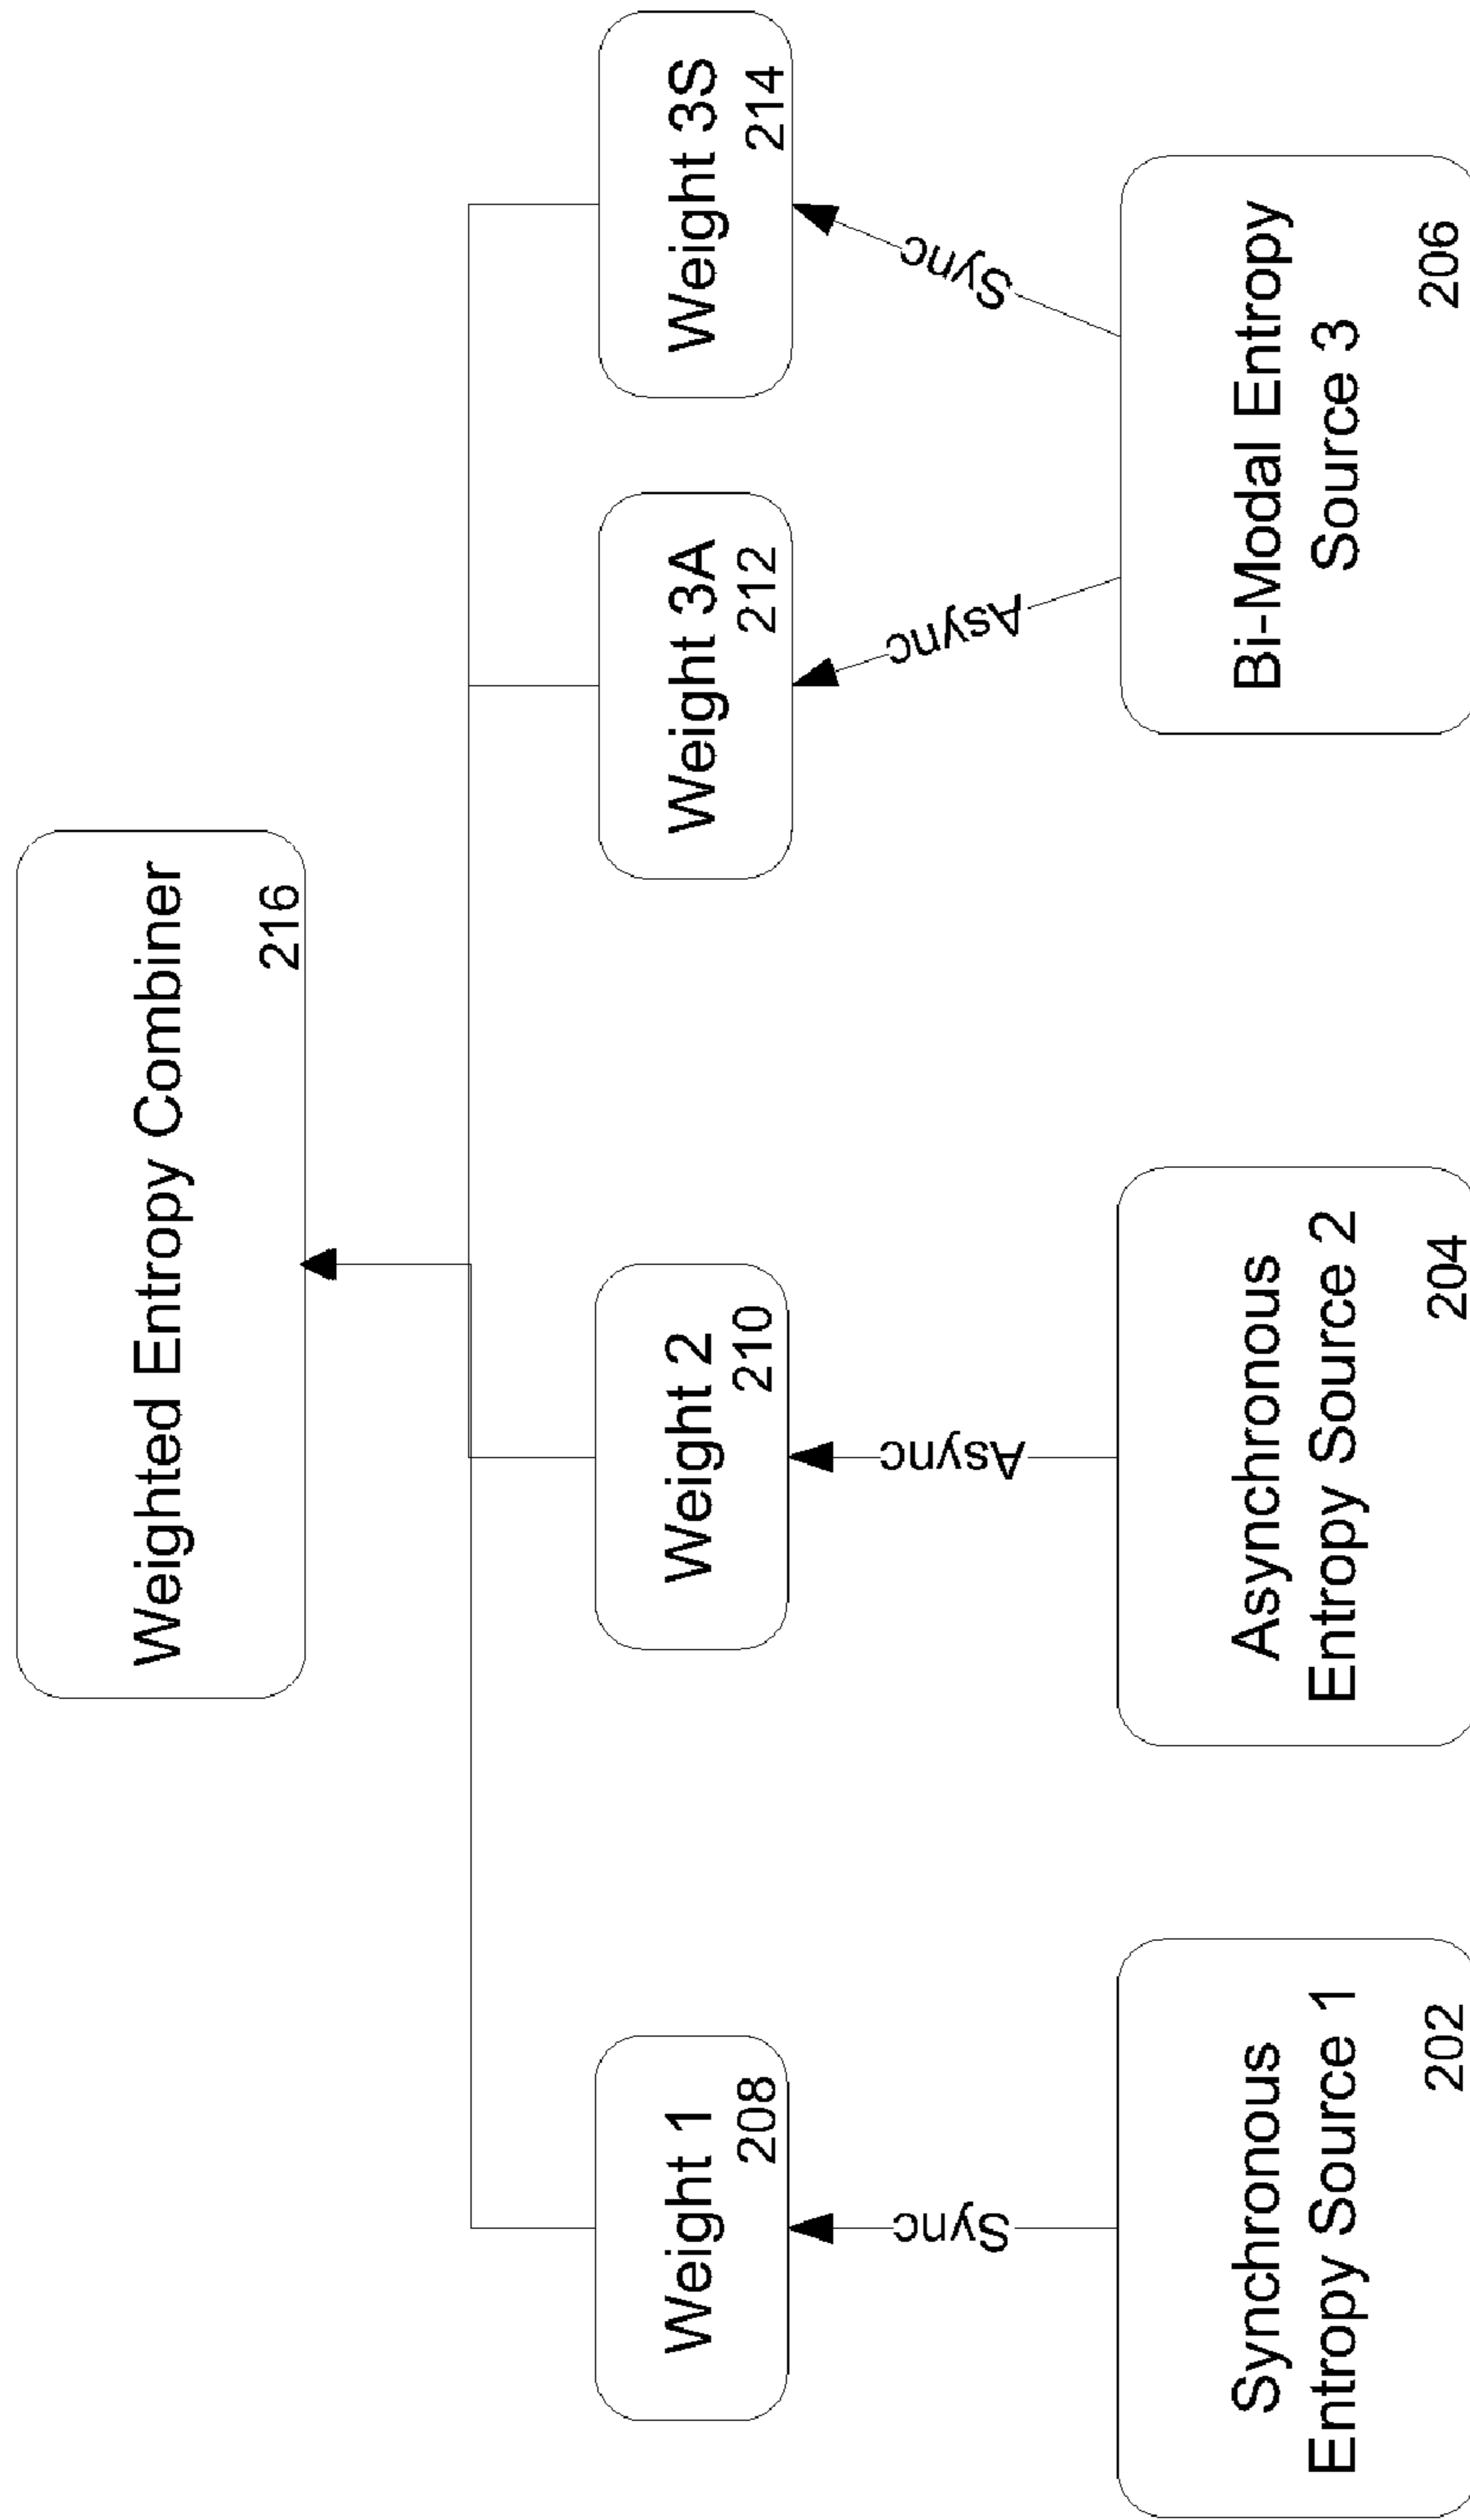 Weighted Entropy Combiner
216
Weight 1
208
Weight 2
210
Weight 3A
212
Weight 3S
214
Sync
Async
Async
Sync
Synchronous
Entropy Source 1
202
Asynchronous
Entropy Source 2
204
Bi-Modal Entropy
Source 3
206